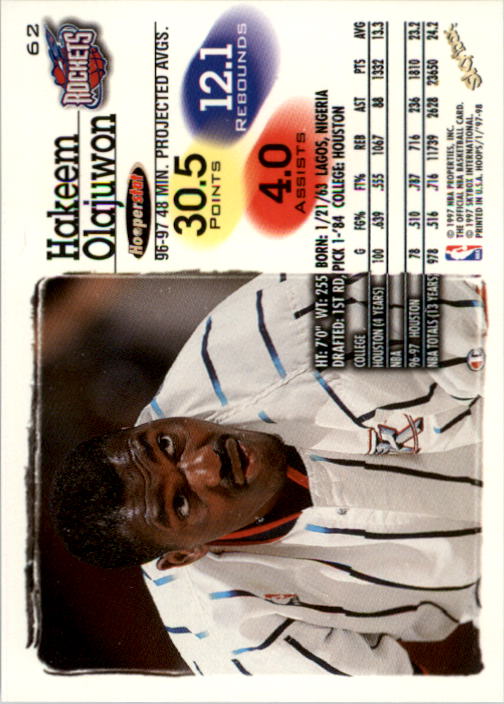 62
ROCKETS
Hakeem
Olajuwon
Hooperstat
96-97 48 MIN. PROJECTED AVGS.
30.5
POINTS
12.1
REBOUNDS
4.0
ASSISTS
HT: 7'0" WT: 255 BORN: 1/21/63 LAGOS, NIGERIA
DRAFTED: 1ST RD, PICK 1-'84 COLLEGE: HOUSTON
COLLEGE G FG% FT% REB AST PTS AVG
HOUSTON (4 YEARS) 100 .639 .555 1067 88 1332 13.3
NBA
96-97 HOUSTON 78 .510 .787 716 236 1810 23.2
NBA TOTALS (13 YEARS) 978 .516 .716 11739 2628 23650 24.2
© 1997 NBA PROPERTIES, INC.
THE OFFICIAL NBA BASKETBALL CARD.
© 1997 SKYBOX INTERNATIONAL.
PRINTED IN U.S.A. HOOPS/1/'97-98
SkyBox
NBA